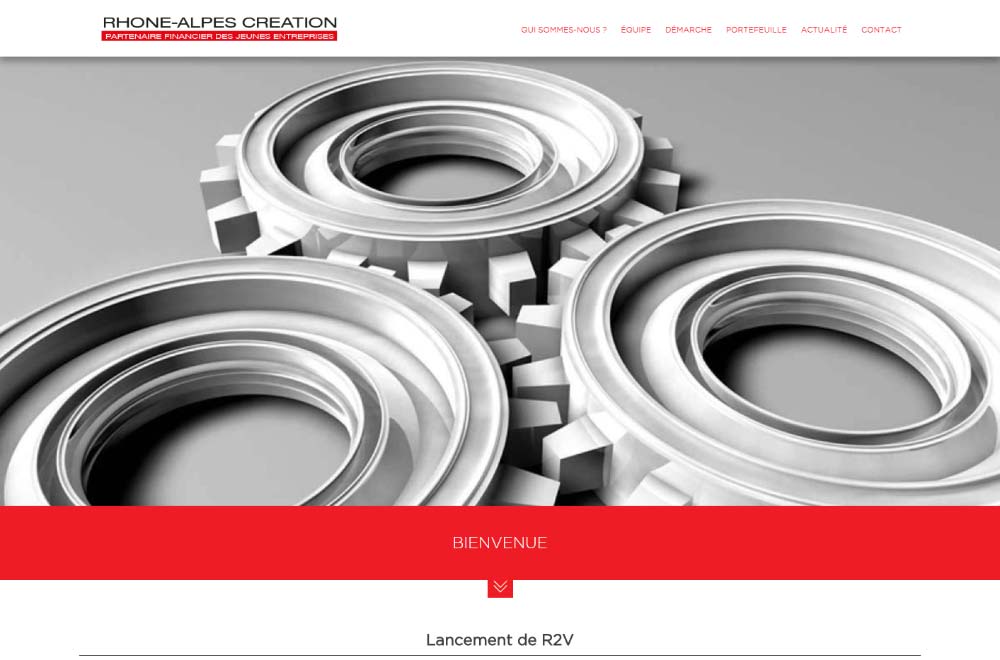 RHONE-ALPES CREATION
PARTENAIRE FINANCIER DES JEUNES ENTREPRISES
QUI SOMMES-NOUS ? ÉQUIPE DÉMARCHE PORTEFEUILLE ACTUALITÉ CONTACT
BIENVENUE
Lancement de R2V